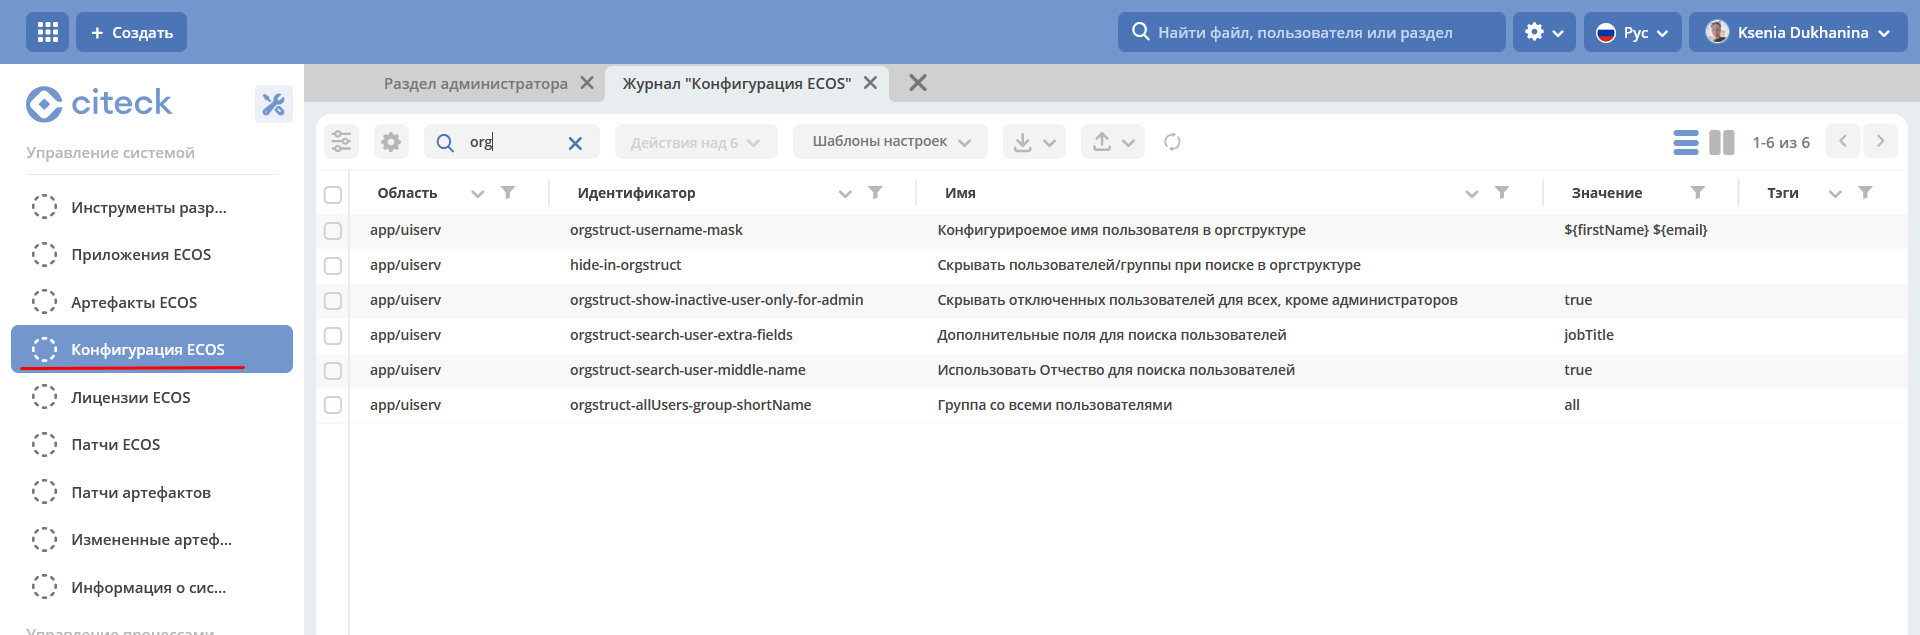 + Создать
Найти файл, пользователя или раздел
Рус
Ksenia Dukhanina
citeck
Раздел администратора
Журнал "Конфигурация ECOS"
org
Действия над 6
Шаблоны настроек
1-6 из 6
Управление системой
Инструменты разр...
Приложения ECOS
Артефакты ECOS
Конфигурация ECOS
Лицензии ECOS
Патчи ECOS
Патчи артефактов
Измененные артеф...
Информация о сис...
Управление процессами
Область Идентификатор Имя Значение Тэги
app/uiserv orgstruct-username-mask Конфигурироемое имя пользователя в оргструктуре ${firstName} ${email}
app/uiserv hide-in-orgstruct Скрывать пользователей/группы при поиске в оргструктуре
app/uiserv orgstruct-show-inactive-user-only-for-admin Скрывать отключенных пользователей для всех, кроме администраторов true
app/uiserv orgstruct-search-user-extra-fields Дополнительные поля для поиска пользователей jobTitle
app/uiserv orgstruct-search-user-middle-name Использовать Отчество для поиска пользователей true
app/uiserv orgstruct-allUsers-group-shortName Группа со всеми пользователями all